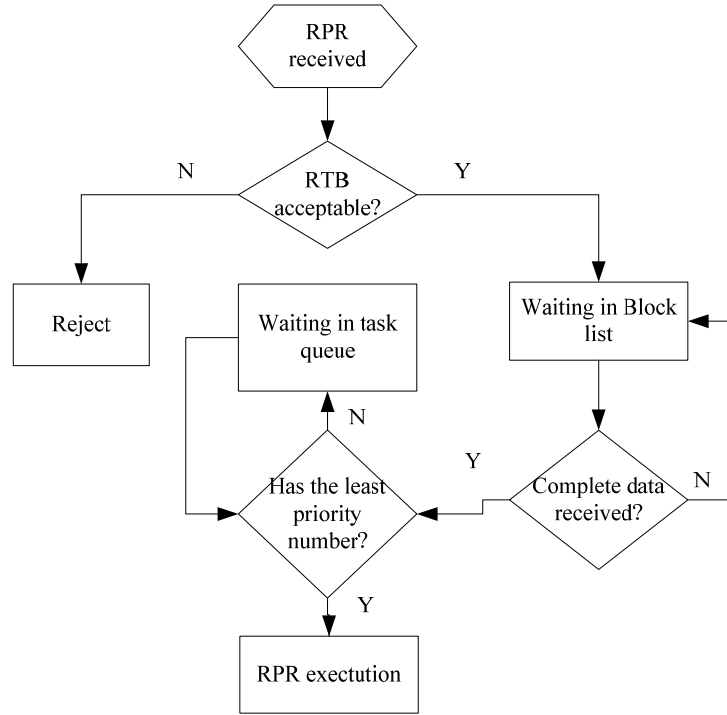 RPR
received
N
Y
RTB
acceptable?
Reject
Waiting in task
queue
Waiting in Block
list
N
Y
N
Has the least
priority
number?
Complete data
received?
Y
RPR exectution